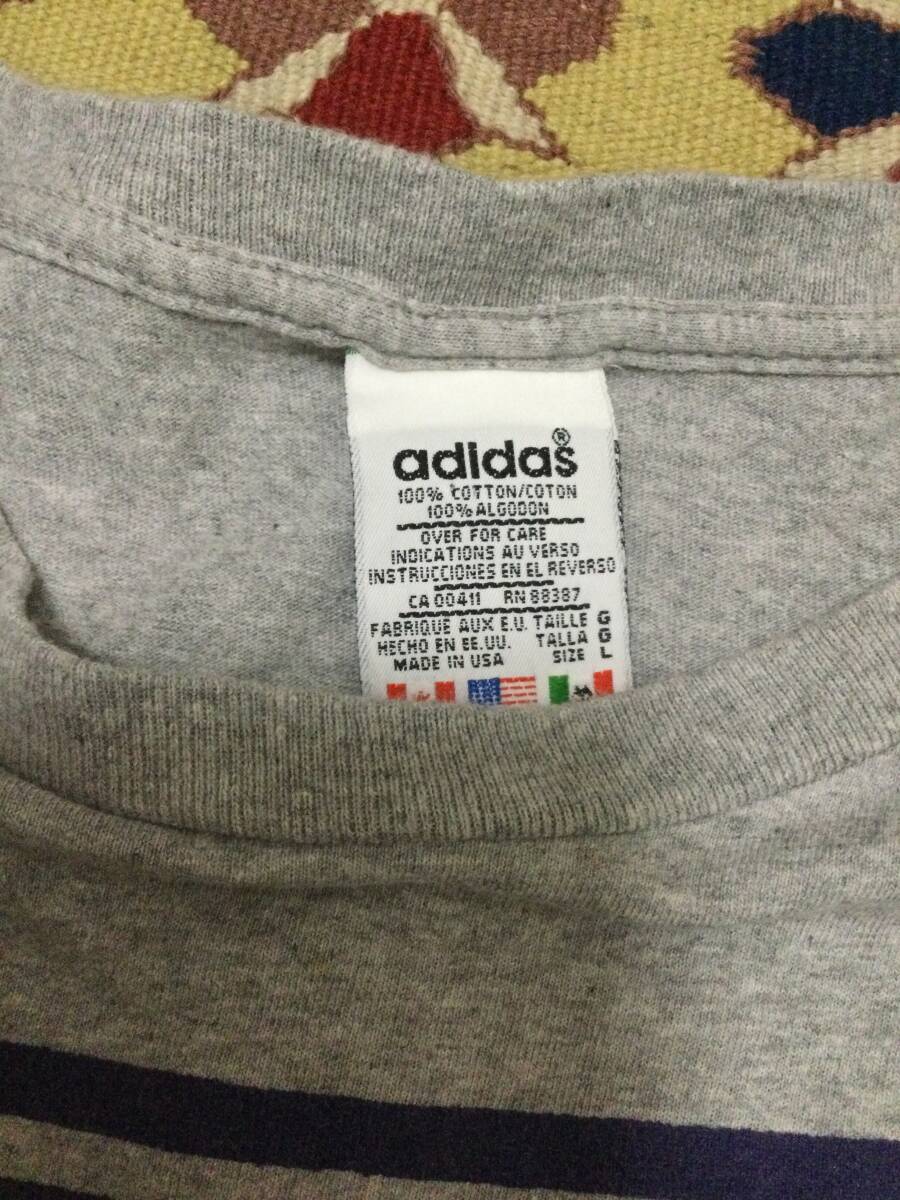 adidas®
100% COTTON/COTON
100% ALGODON
OVER FOR CARE
INDICATIONS AU VERSO
INSTRUCCIONES EN EL REVERSO
CA 00411 RN 88387
FABRIQUE AUX E.U. TAILLE G
HECHO EN EE.UU. TALLA G
MADE IN USA SIZE L